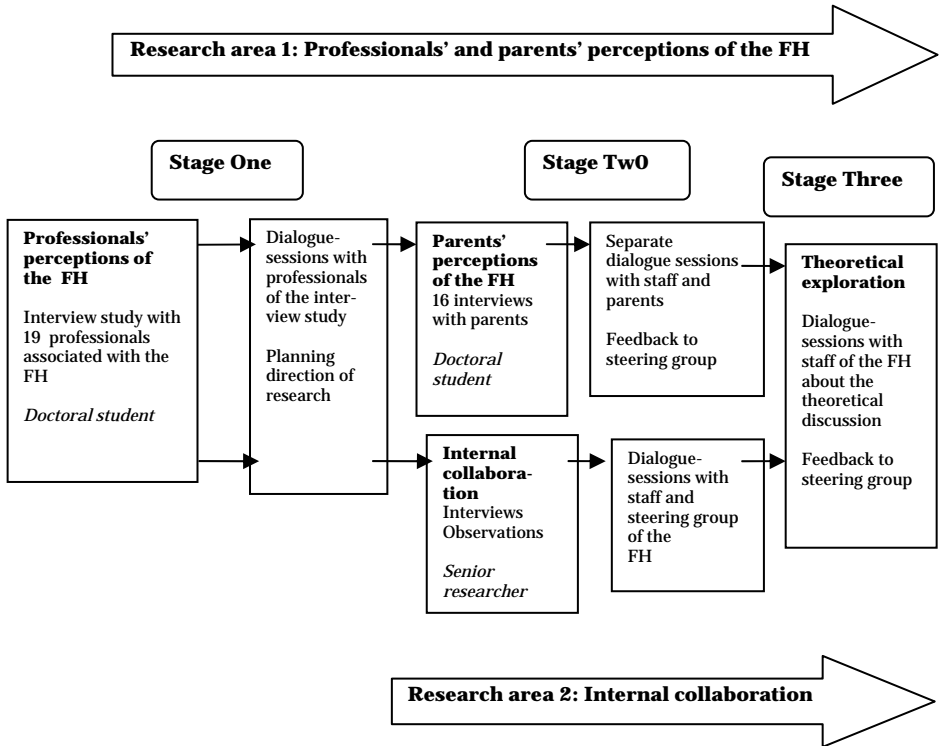 Research area 1: Professionals’ and parents’ perceptions of the FH
Stage One
Stage Tw0
Stage Three
Professionals’
perceptions of
the FH
Interview study with
19 professionals
associated with the
FH
Doctoral student
Dialogue-
sessions with
professionals
of the inter-
view study
Planning
direction of
research
Parents’
perceptions
of the FH
16 interviews
with parents
Doctoral
student
Separate
dialogue sessions
with staff and
parents
Feedback to
steering group
Theoretical
exploration
Dialogue-
sessions with
staff of the FH
about the
theoretical
discussion
Feedback to
steering group
Internal
collabora-
tion
Interviews
Observations
Senior
researcher
Dialogue-
sessions with
staff and
steering group
of the
FH
Research area 2: Internal collaboration